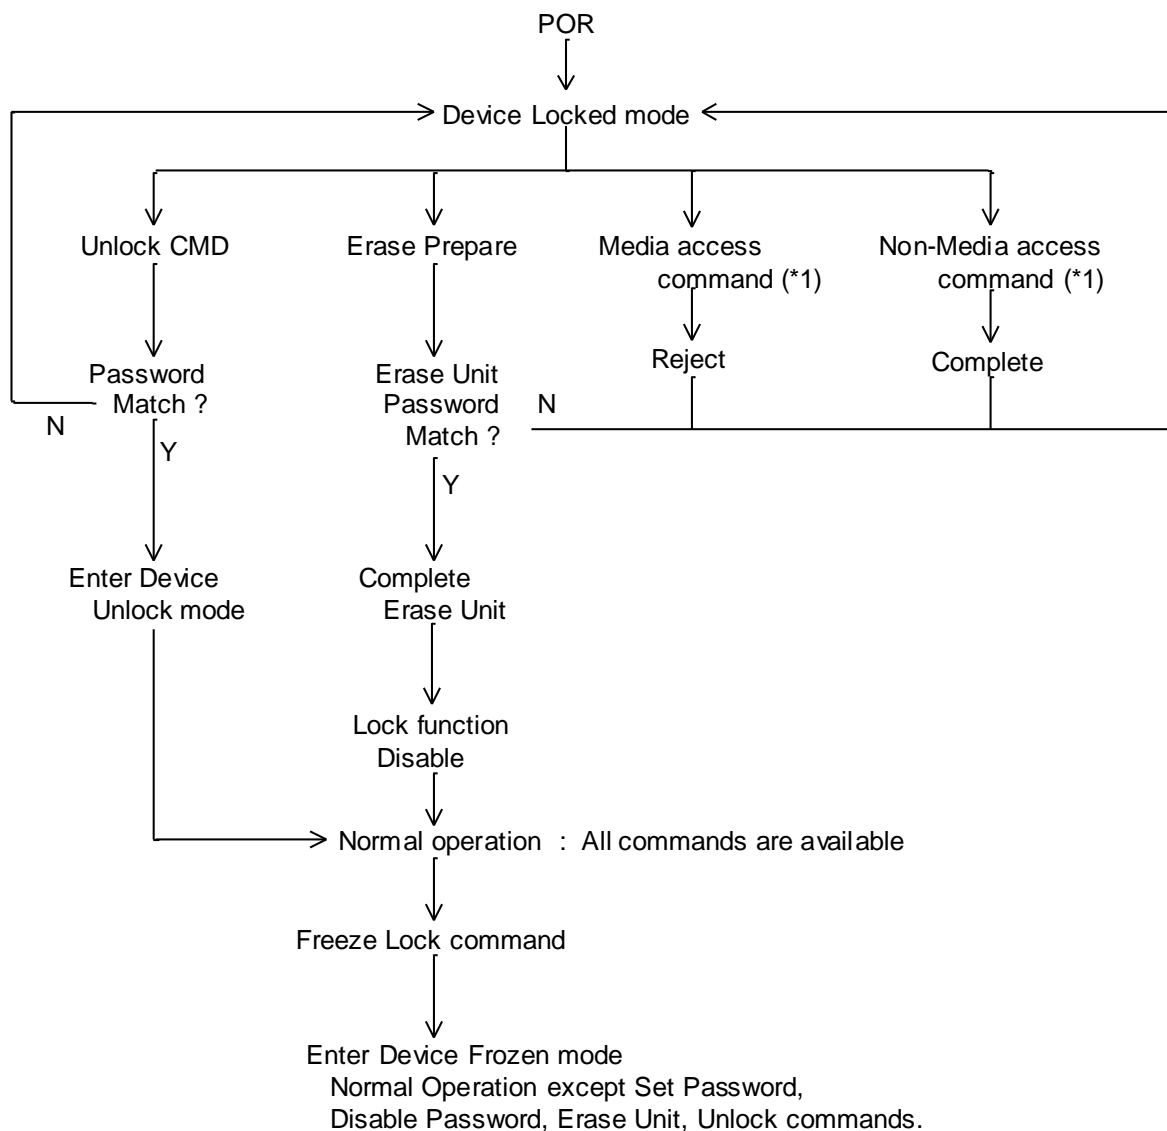 POR
Device Locked mode
Unlock CMD
Erase Prepare
Media access
command (*1)
Non-Media access
command (*1)
Password
Match ?
N
Y
Erase Unit
Password
Match ?
N
Y
Reject
Complete
Enter Device
Unlock mode
Complete
Erase Unit
Lock function
Disable
Normal operation : All commands are available
Freeze Lock command
Enter Device Frozen mode
Normal Operation except Set Password,
Disable Password, Erase Unit, Unlock commands.